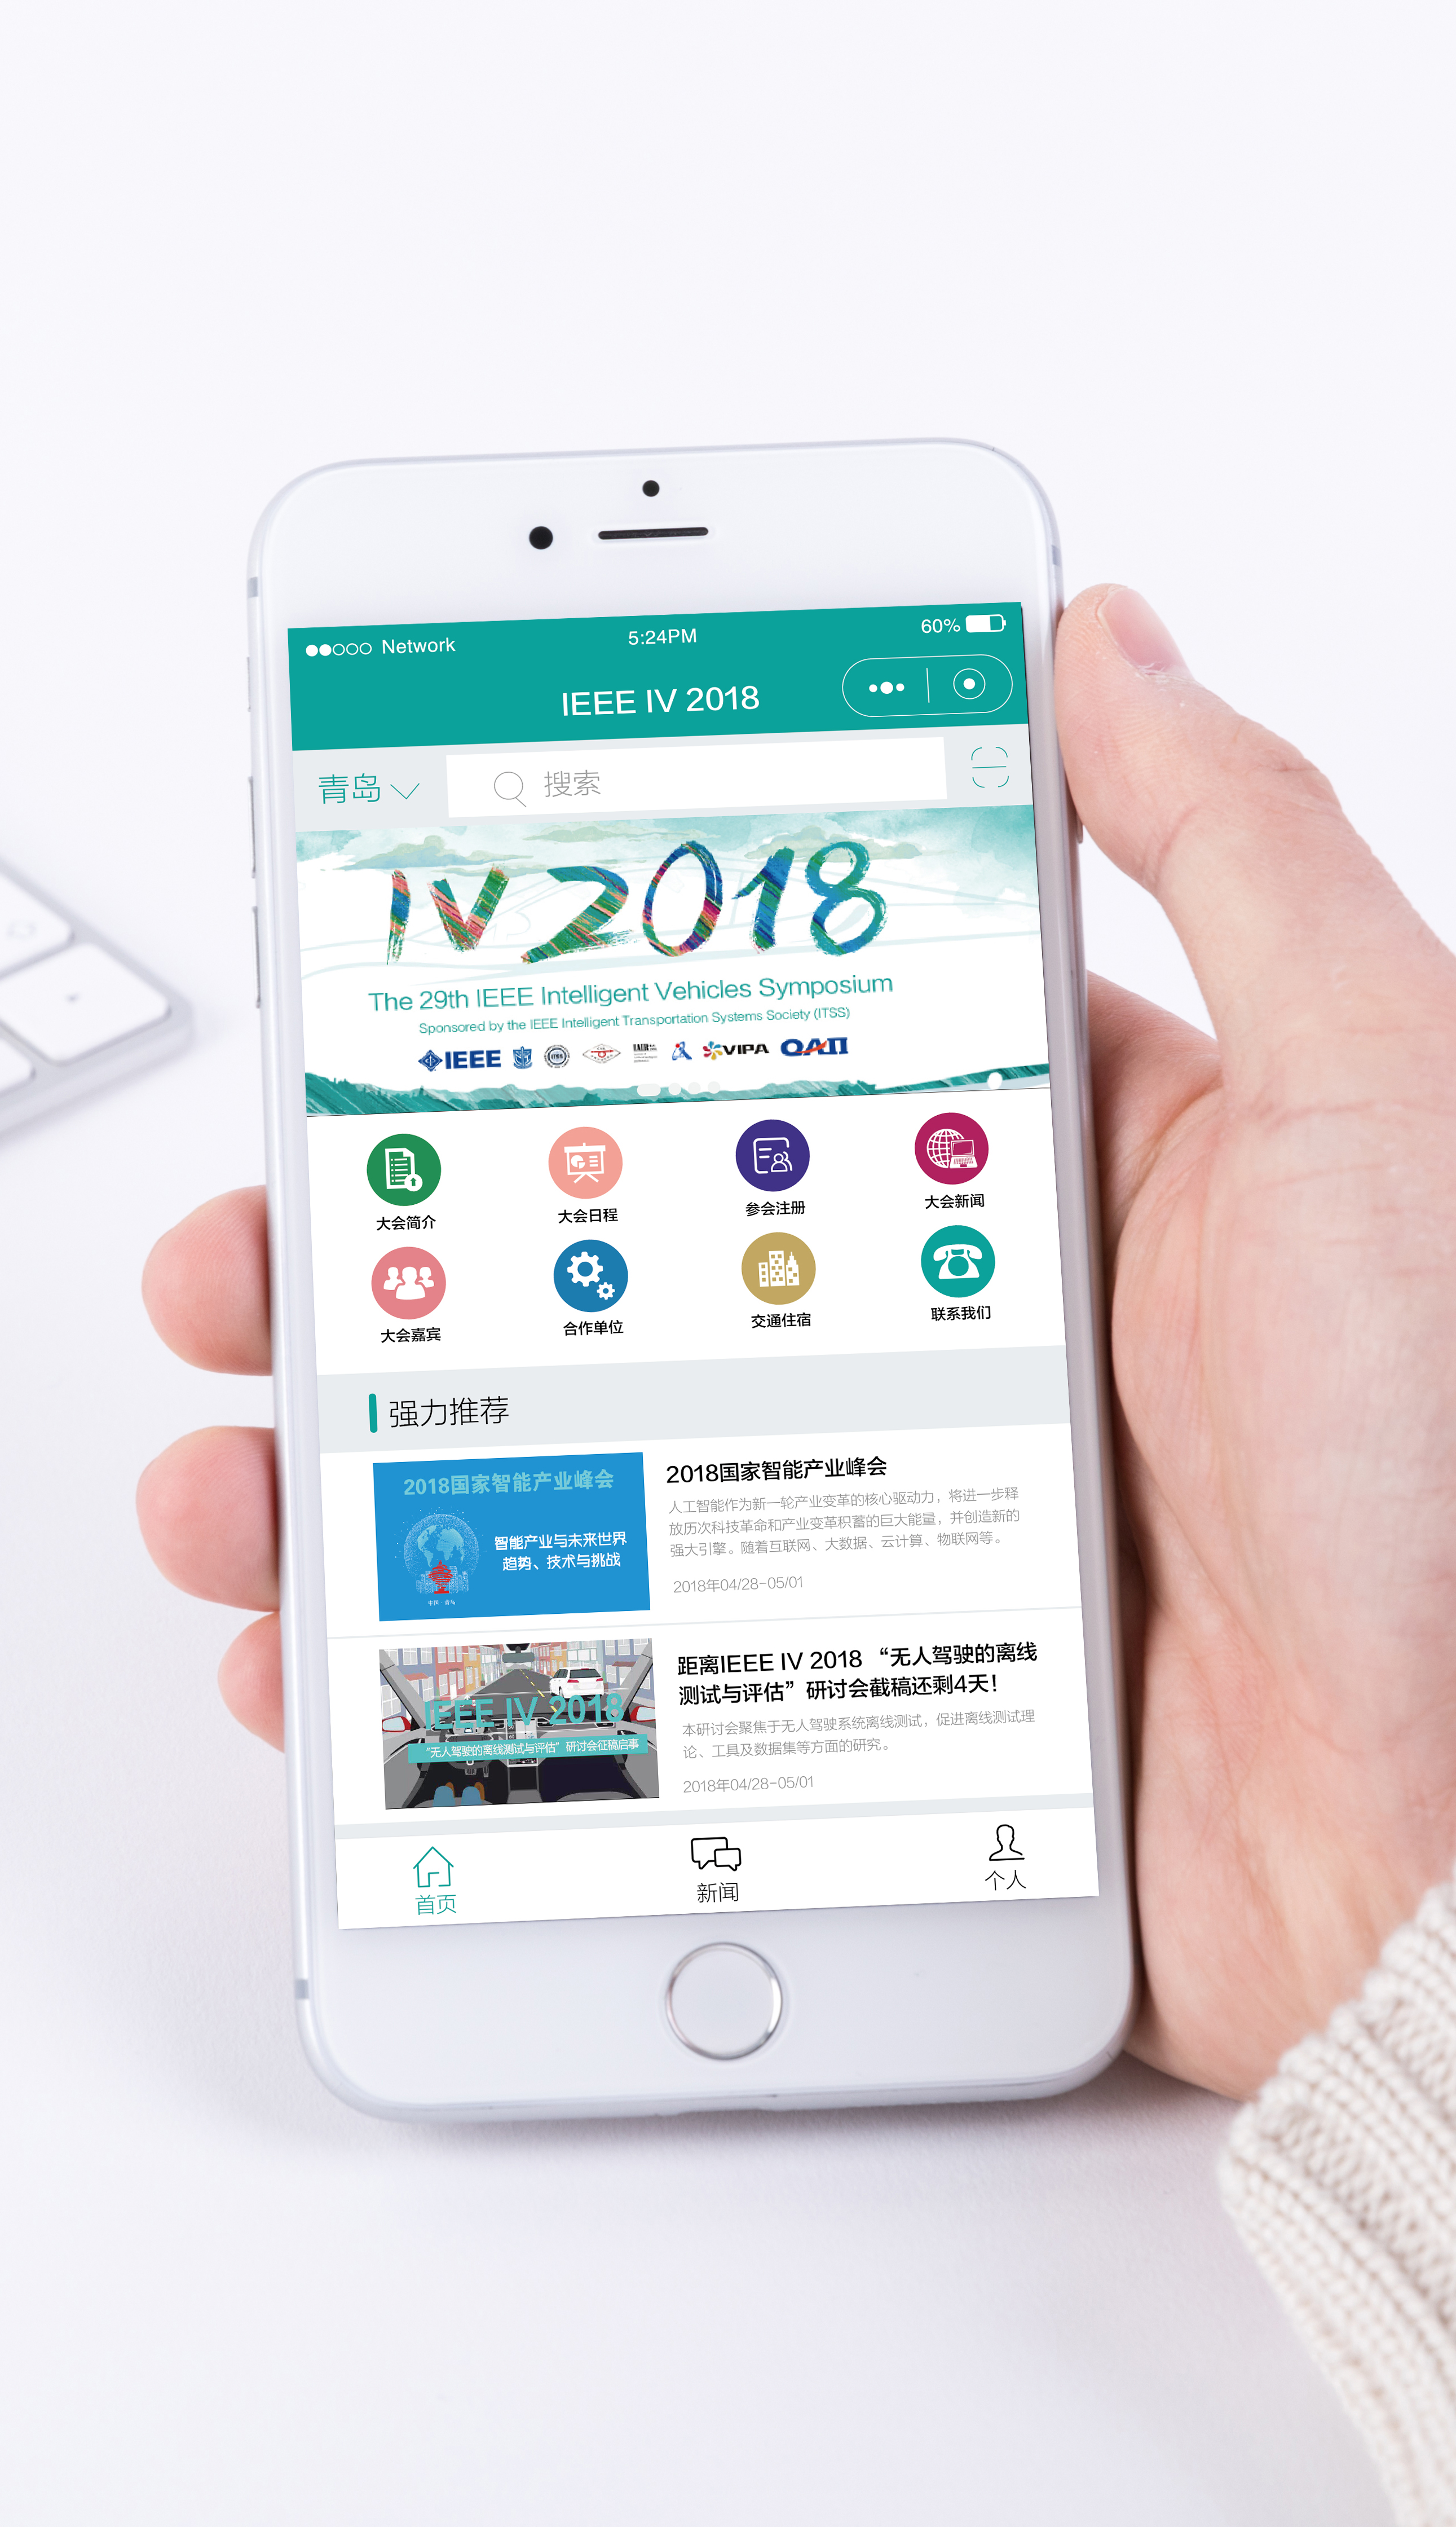 Network
5:24PM
60%
IEEE IV 2018
青岛
搜索
IV2018
The 29th IEEE Intelligent Vehicles Symposium
Sponsored by the IEEE Intelligent Transportation Systems Society (ITSS)
IEEE
VIPA
大会简介
大会日程
参会注册
大会新闻
大会嘉宾
合作单位
交通住宿
联系我们
强力推荐
2018国家智能产业峰会
智能产业与未来世界
趋势、技术与挑战
中国·青岛
2018国家智能产业峰会
人工智能作为新一轮产业变革的核心驱动力，将进一步释
放历次科技革命和产业变革积蓄的巨大能量，并创造新的
强大引擎。随着互联网、大数据、云计算、物联网等。
2018年04/28-05/01
IEEE IV 2018
“无人驾驶的离线测试与评估”研讨会征稿启事
距离IEEE IV 2018 “无人驾驶的离线
测试与评估”研讨会截稿还剩4天！
本研讨会聚焦于无人驾驶系统离线测试，促进离线测试理
论、工具及数据集等方面的研究。
2018年04/28-05/01
首页
新闻
个人